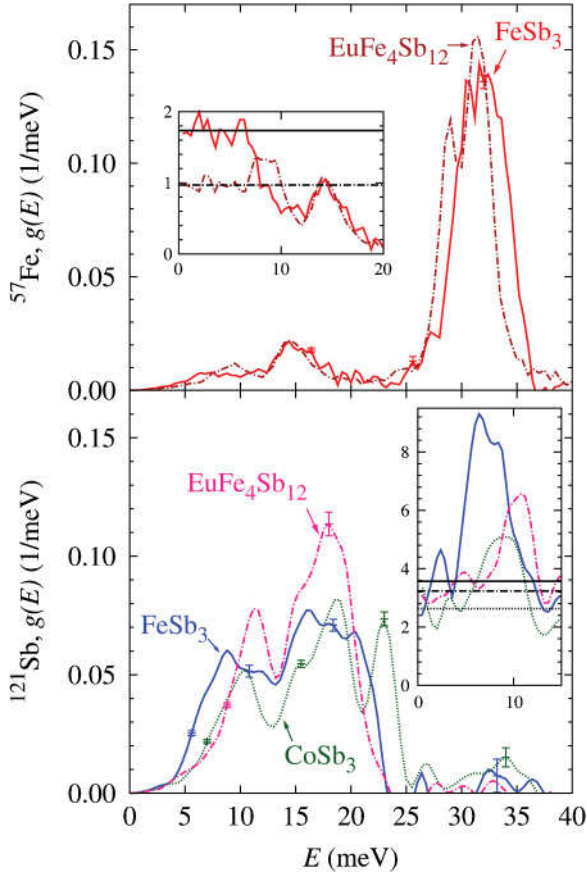 0.15
0.10
0.05
0.00
⁵⁷Fe, g(E) (1/meV)
EuFe₄Sb₁₂
FeSb₃
2
1
0
0 10 20
0.15
0.10
0.05
0.00
¹²¹Sb, g(E) (1/meV)
EuFe₄Sb₁₂
FeSb₃
CoSb₃
8
6
4
2
0
0 10
0 5 10 15 20 25 30 35 40
E (meV)